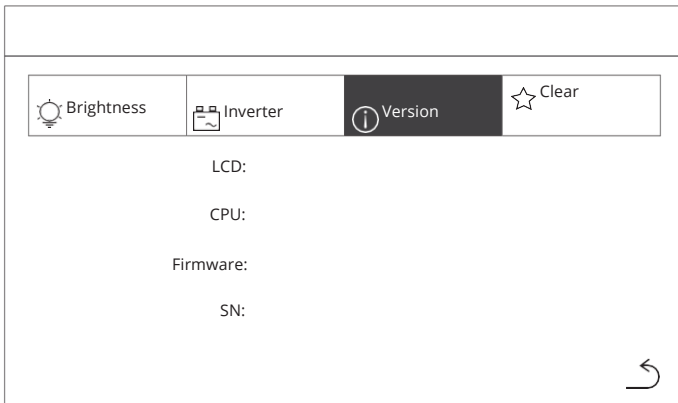 Brightness Inverter Version Clear
LCD:
CPU:
Firmware:
SN: